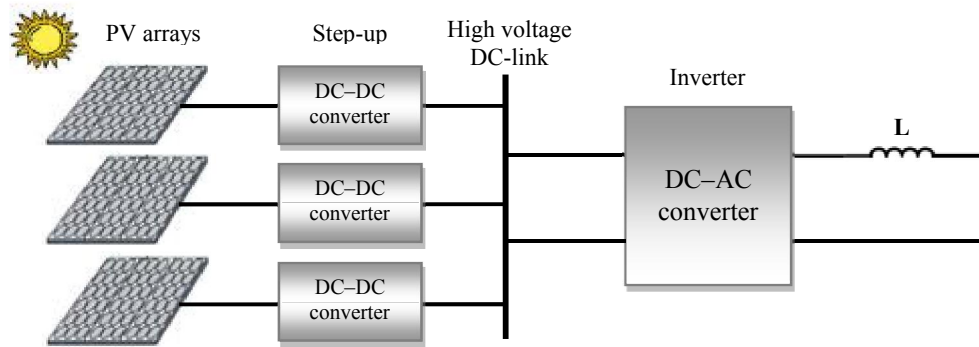 PV arrays
Step-up
High voltage
DC-link
Inverter
DC–DC
converter
DC–DC
converter
DC–DC
converter
DC–AC
converter
L